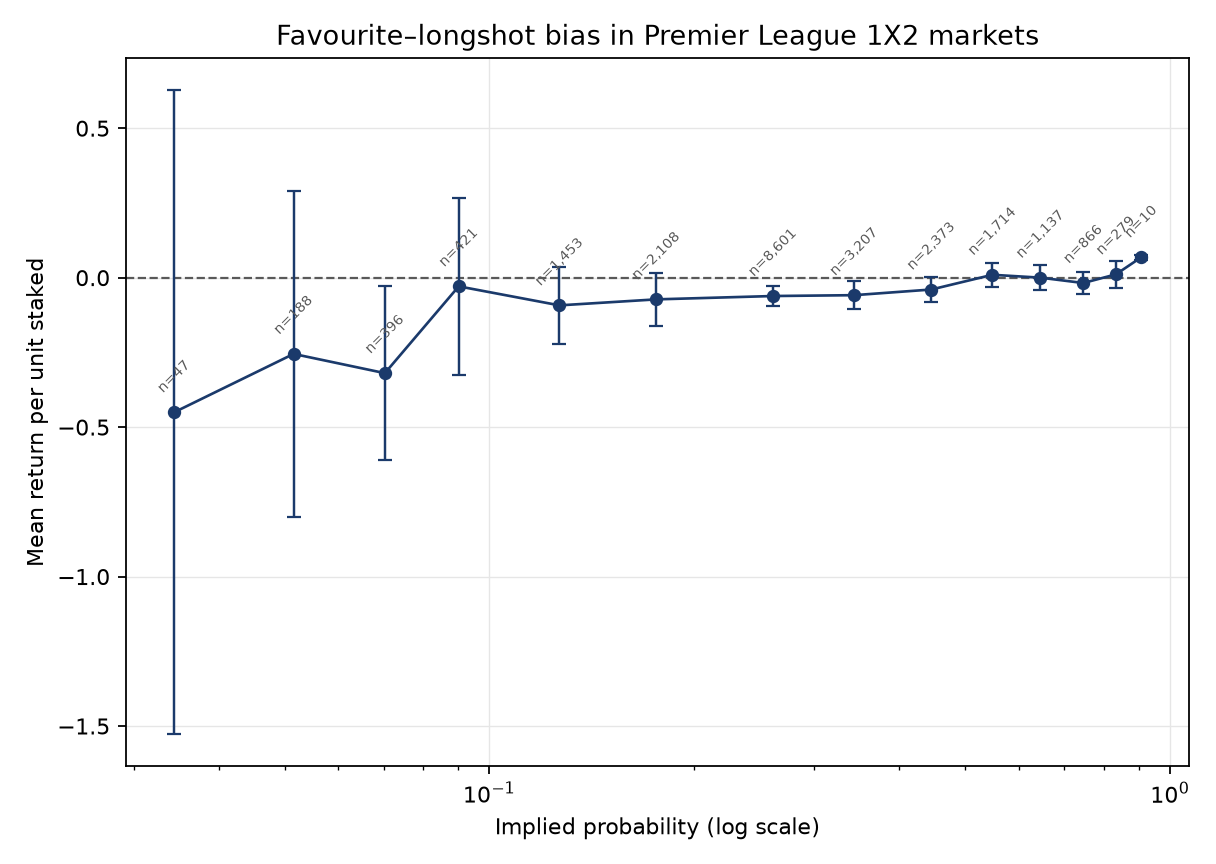 Favourite–longshot bias in Premier League 1X2 markets
Mean return per unit staked
0.5
0.0
−0.5
−1.0
−1.5
n=47
n=188
n=396
n=421
n=1,453
n=2,108
n=8,601
n=3,207
n=2,373
n=1,714
n=1,137
n=866
n=279
n=10
10⁻¹
10⁰
Implied probability (log scale)